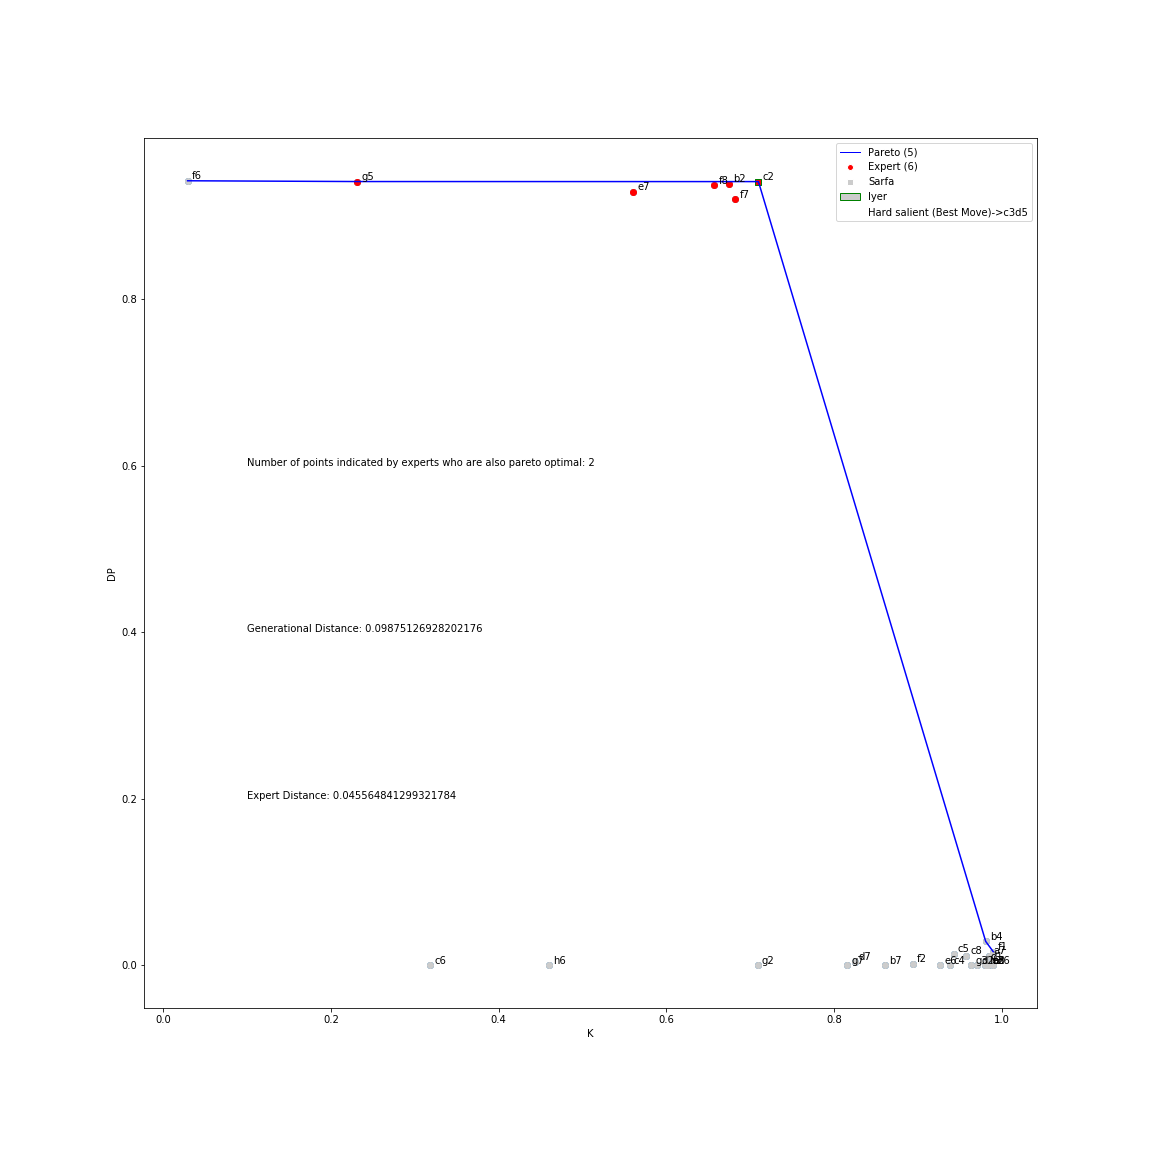 Pareto (5)
Expert (6)
Sarfa
Iyer
Hard salient (Best Move)->c3d5
f6
g5
e7
f8
b2
f7
c2
0.8
Number of points indicated by experts who are also pareto optimal: 2
0.6
DP
Generational Distance: 0.09875126928202176
0.4
Expert Distance: 0.045564841299321784
0.2
b4
f1
a7
c5
c8
0.0
c6
h6
g2
g7
d7
b7
f2
e6
c4
0.0
0.2
0.4
0.6
0.8
1.0
K